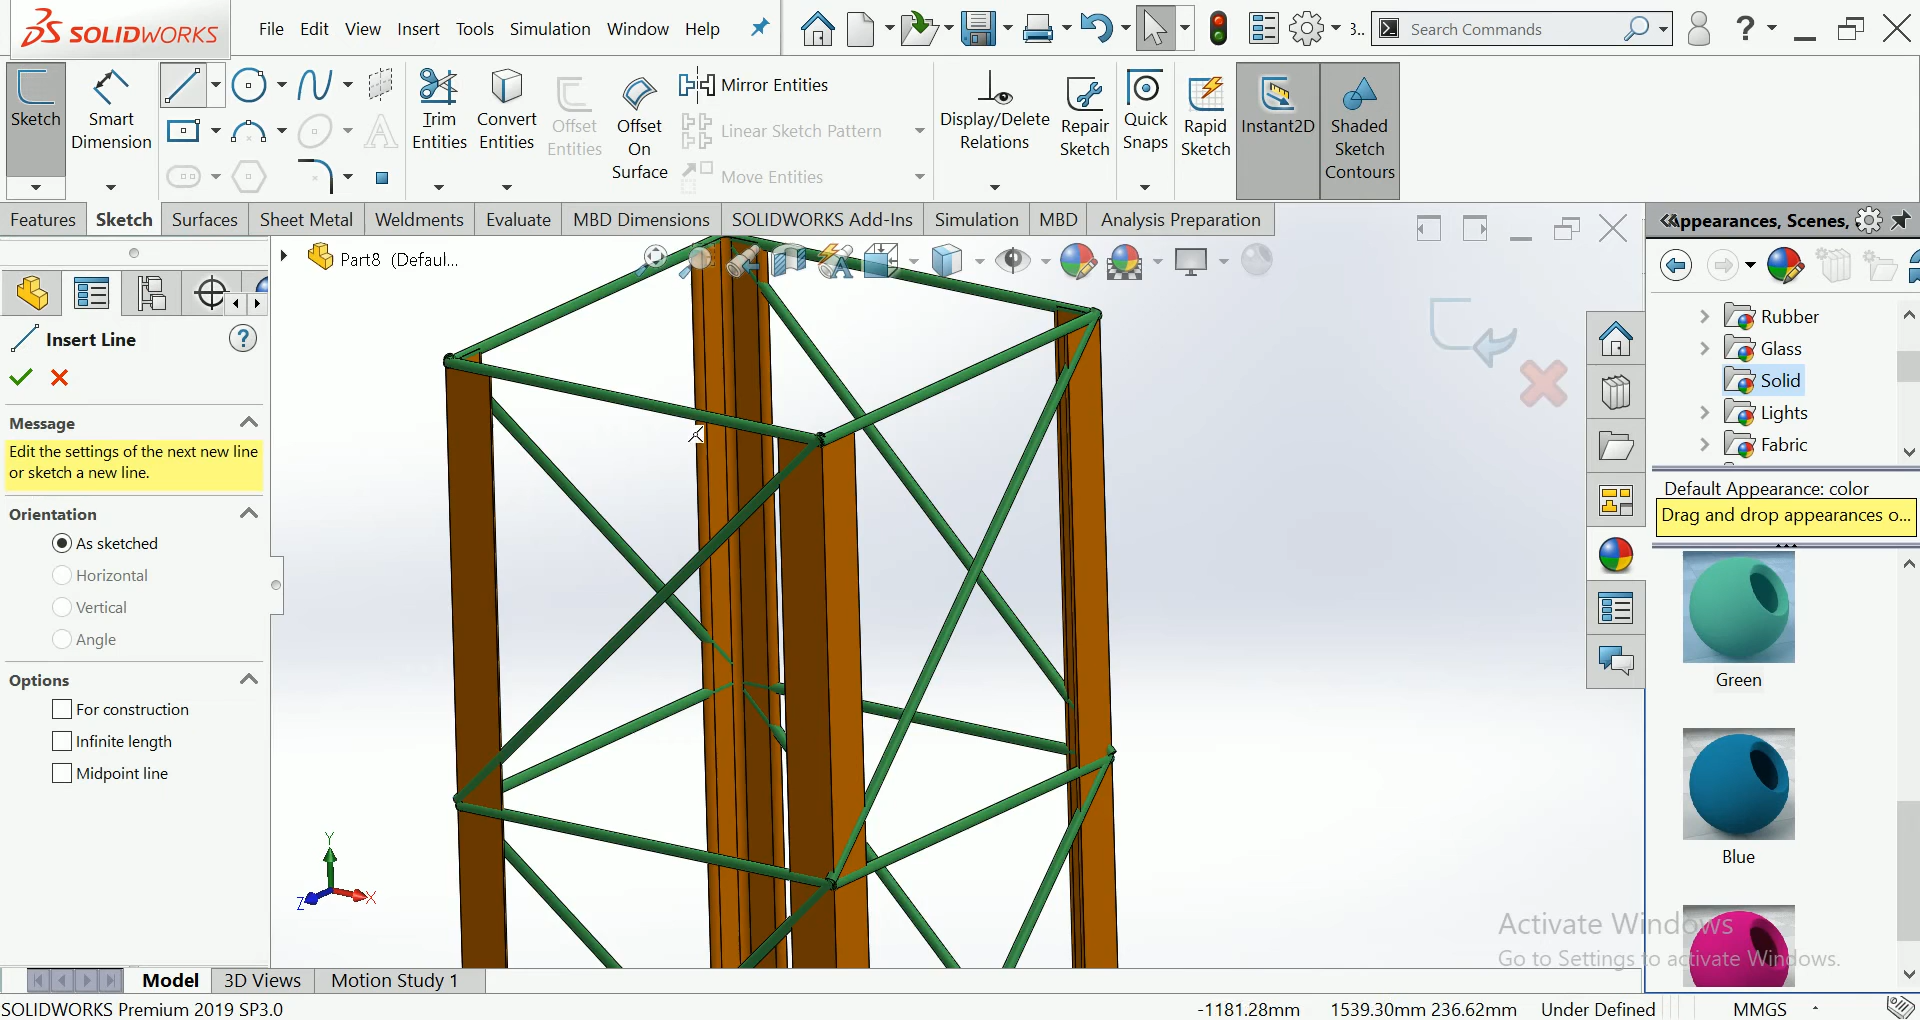 SOLIDWORKS
File Edit View Insert Tools Simulation Window Help
3..
Search Commands
?
Sketch
Smart
Dimension
Trim
Entities
Convert
Entities
Offset
Entities
Offset
On
Surface
Mirror Entities
Linear Sketch Pattern
Move Entities
Display/Delete
Relations
Repair
Sketch
Quick
Snaps
Rapid
Sketch
Instant2D
Shaded
Sketch
Contours
Features Sketch Surfaces Sheet Metal Weldments Evaluate MBD Dimensions SOLIDWORKS Add-Ins Simulation MBD Analysis Preparation
Part8 (Defaul...
Insert Line
?
Message
Edit the settings of the next new line
or sketch a new line.
Orientation
As sketched
Horizontal
Vertical
Angle
Options
For construction
Infinite length
Midpoint line
Y
Z
X
Appearances, Scenes,
Rubber
Glass
Solid
Lights
Fabric
Default Appearance: color
Drag and drop appearances o...
Green
Blue
Activate Windows
Go to Settings to activate Windows.
Model 3D Views Motion Study 1
SOLIDWORKS Premium 2019 SP3.0
-1181.28mm 1539.30mm 236.62mm Under Defined MMGS